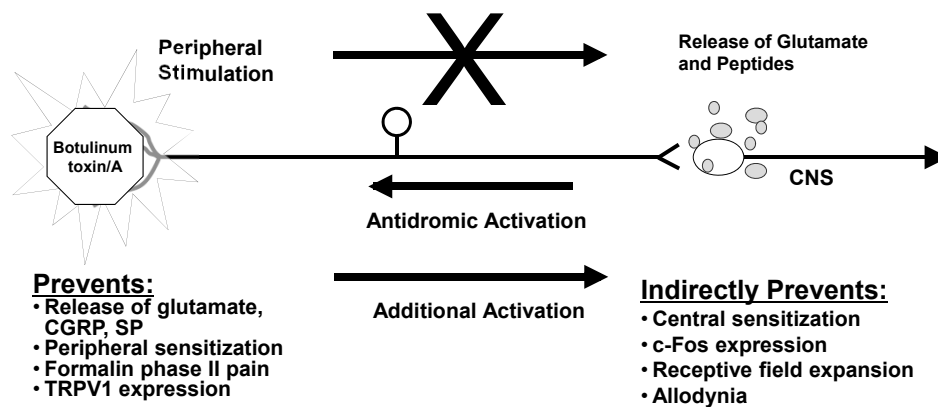 Peripheral
Stimulation
Release of Glutamate
and Peptides
Botulinum
toxin/A
CNS
Antidromic Activation
Additional Activation
Prevents:
• Release of glutamate,
CGRP, SP
• Peripheral sensitization
• Formalin phase II pain
• TRPV1 expression
Indirectly Prevents:
• Central sensitization
• c-Fos expression
• Receptive field expansion
• Allodynia